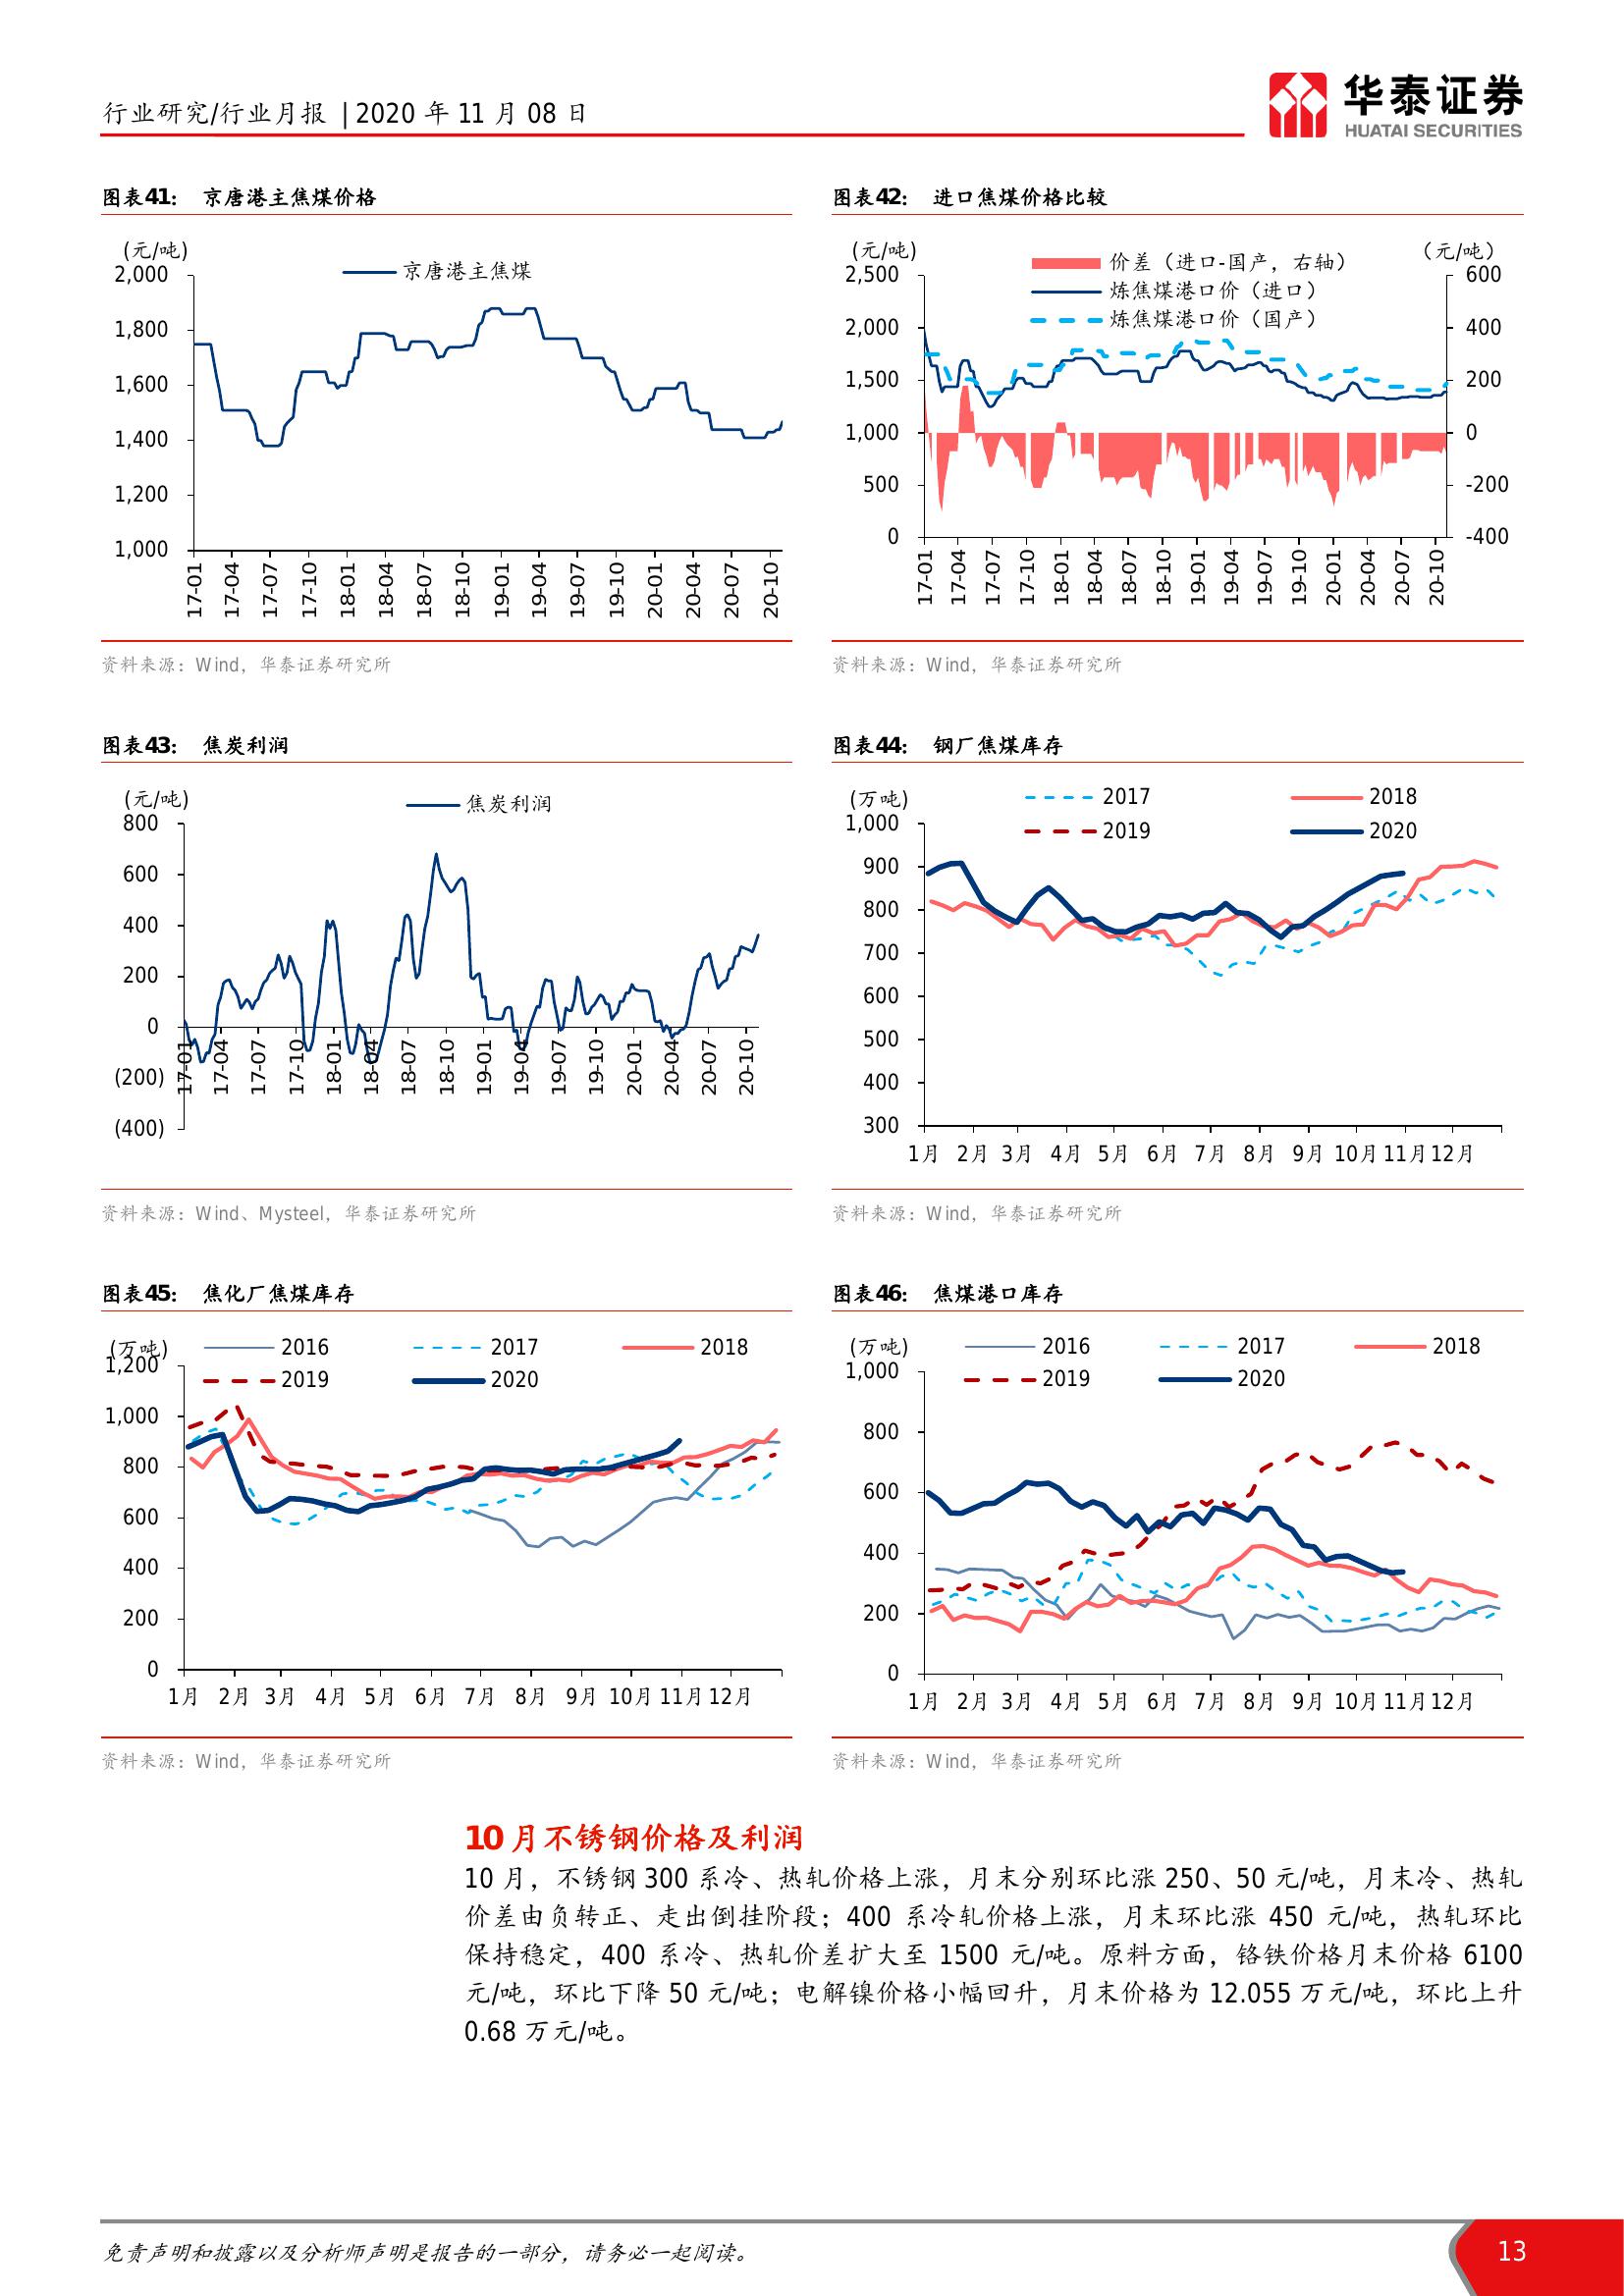 行业研究/行业月报 | 2020 年 11 月 08 日
华泰证券
HUATAI SECURITIES
图表41： 京唐港主焦煤价格
(元/吨)
京唐港主焦煤
2,000
1,800
1,600
1,400
1,200
1,000
17-01 17-04 17-07 17-10 18-01 18-04 18-07 18-10 19-01 19-04 19-07 19-10 20-01 20-04 20-07 20-10
资料来源：Wind，华泰证券研究所
图表42： 进口焦煤价格比较
(元/吨) （元/吨）
价差（进口-国产，右轴）
炼焦煤港口价（进口）
炼焦煤港口价（国产）
2,500 600
2,000 400
1,500 200
1,000 0
500 -200
0 -400
17-01 17-04 17-07 17-10 18-01 18-04 18-07 18-10 19-01 19-04 19-07 19-10 20-01 20-04 20-07 20-10
资料来源：Wind，华泰证券研究所
图表43： 焦炭利润
(元/吨)
焦炭利润
800
600
400
200
0
(200)
(400)
17-01 17-04 17-07 17-10 18-01 18-04 18-07 18-10 19-01 19-04 19-07 19-10 20-01 20-04 20-07 20-10
资料来源：Wind、Mysteel，华泰证券研究所
图表44： 钢厂焦煤库存
(万吨)
2017 2018
2019 2020
1,000
900
800
700
600
500
400
300
1月 2月 3月 4月 5月 6月 7月 8月 9月 10月 11月 12月
资料来源：Wind，华泰证券研究所
图表45： 焦化厂焦煤库存
(万吨)
2016 2017 2018
2019 2020
1,200
1,000
800
600
400
200
0
1月 2月 3月 4月 5月 6月 7月 8月 9月 10月 11月 12月
资料来源：Wind，华泰证券研究所
图表46： 焦煤港口库存
(万吨)
2016 2017 2018
2019 2020
1,000
800
600
400
200
0
1月 2月 3月 4月 5月 6月 7月 8月 9月 10月 11月 12月
资料来源：Wind，华泰证券研究所
10 月不锈钢价格及利润
10 月，不锈钢 300 系冷、热轧价格上涨，月末分别环比涨 250、50 元/吨，月末冷、热轧
价差由负转正、走出倒挂阶段；400 系冷轧价格上涨，月末环比涨 450 元/吨，热轧环比
保持稳定，400 系冷、热轧价差扩大至 1500 元/吨。原料方面，铬铁价格月末价格 6100
元/吨，环比下降 50 元/吨；电解镍价格小幅回升，月末价格为 12.055 万元/吨，环比上升
0.68 万元/吨。
免责声明和披露以及分析师声明是报告的一部分，请务必一起阅读。
13